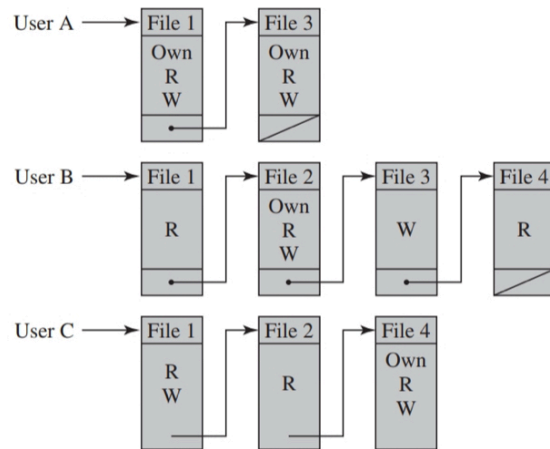 User A File 1 File 3
Own Own
R R
W W
User B File 1 File 2 File 3 File 4
R Own R W W R
User C File 1 File 2 File 4
R W R Own R W